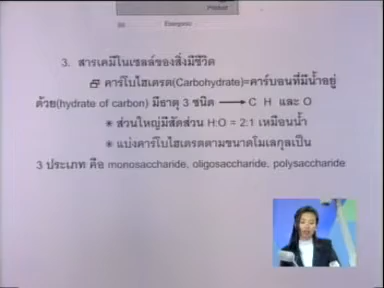 Product
Exergonic
3. สารเคมีในเซลล์ของสิ่งมีชีวิต
คาร์โบไฮเดรต(Carbohydrate)=คาร์บอนที่มีน้ำอยู่
ด้วย(hydrate of carbon) มีธาตุ 3 ชนิด → C H และ O
* ส่วนใหญ่มีสัดส่วน H:O = 2:1 เหมือนน้ำ
* แบ่งคาร์โบไฮเดรตตามขนาดโมเลกุลเป็น
3 ประเภท คือ monosaccharide, oligosaccharide, polysaccharide